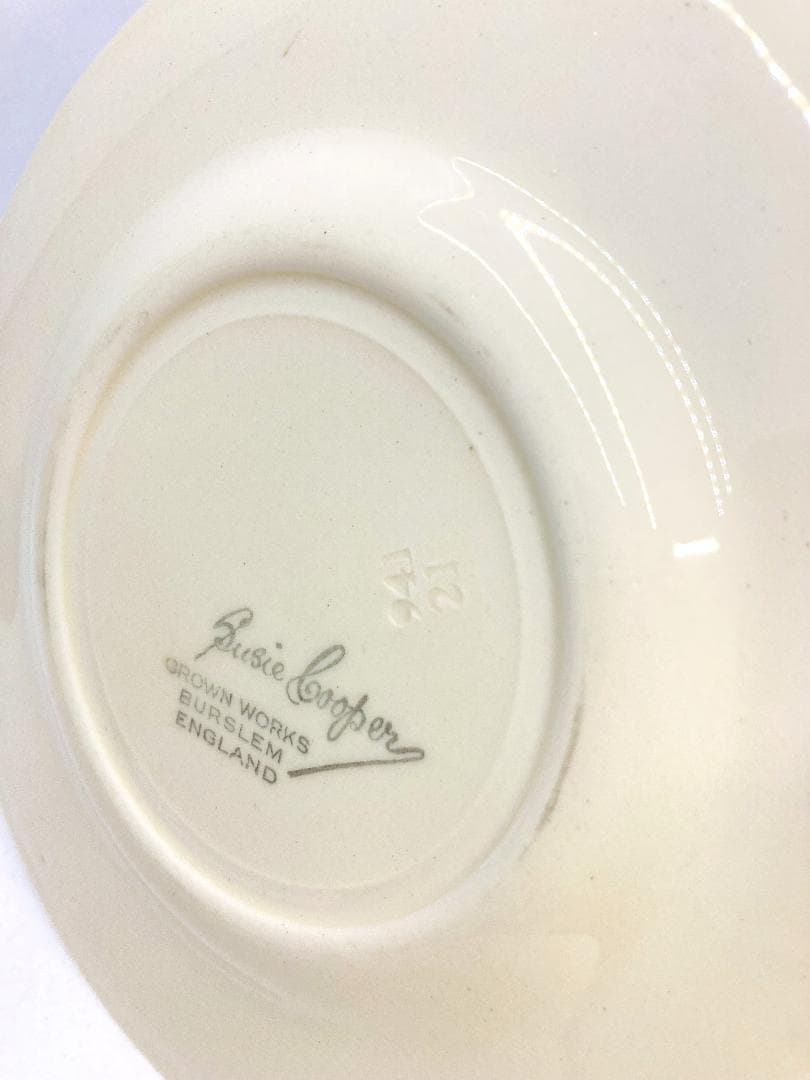 Susie Cooper
CROWN WORKS
BURSLEM
ENGLAND